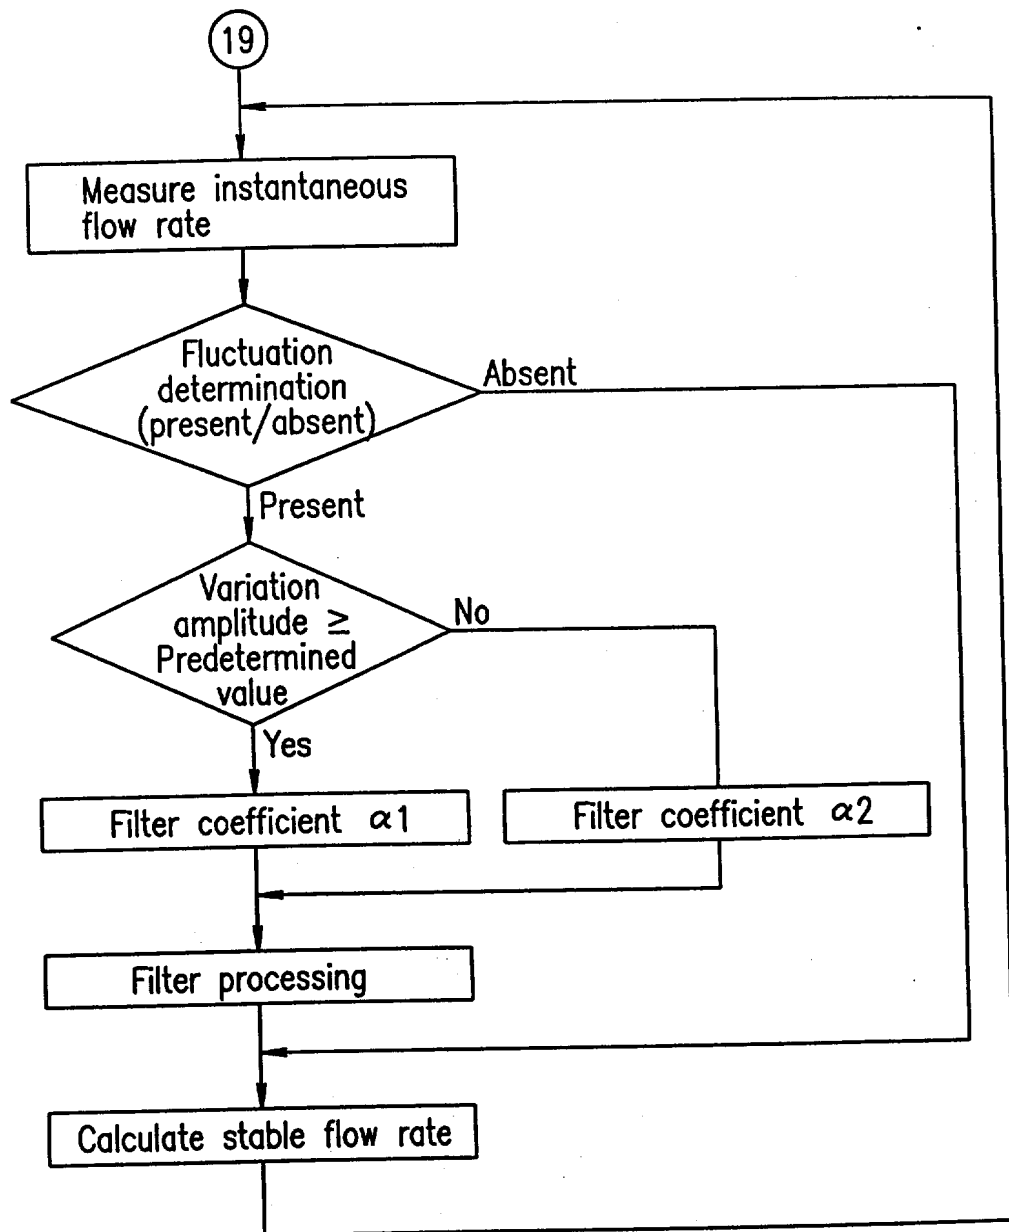 19
Measure instantaneous
flow rate
Fluctuation
determination
(present/absent)
Absent
Present
Variation
amplitude ≥
Predetermined
value
No
Yes
Filter coefficient α1
Filter coefficient α2
Filter processing
Calculate stable flow rate